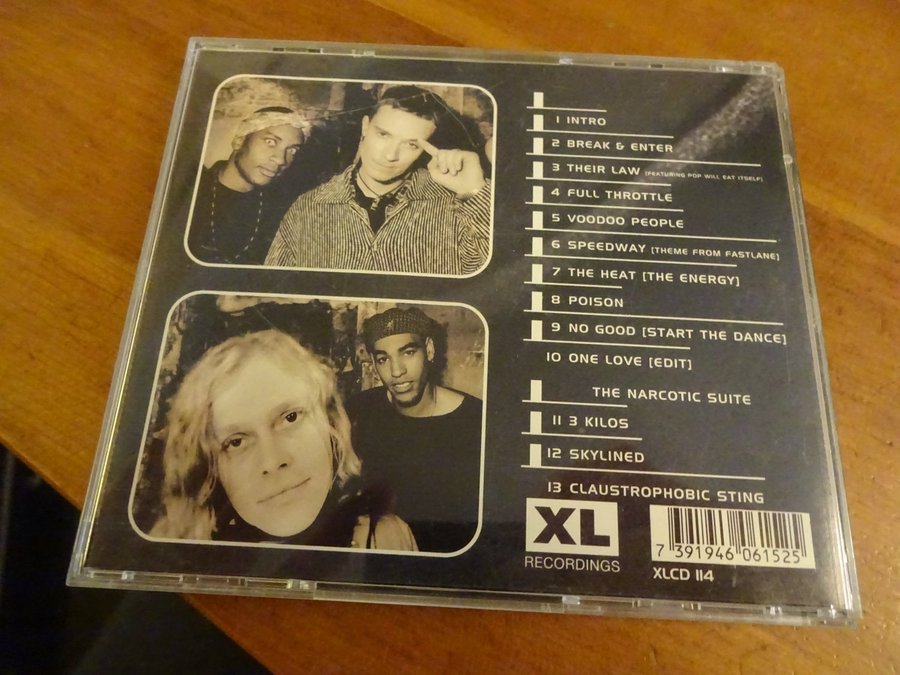 1 INTRO
2 BREAK & ENTER
3 THEIR LAW [FEATURING POP WILL EAT ITSELF]
4 FULL THROTTLE
5 VOODOO PEOPLE
6 SPEEDWAY [THEME FROM FASTLANE]
7 THE HEAT [THE ENERGY]
8 POISON
9 NO GOOD [START THE DANCE]
10 ONE LOVE [EDIT]
THE NARCOTIC SUITE
11 3 KILOS
12 SKYLINED
13 CLAUSTROPHOBIC STING
XL
RECORDINGS
7 391946 061525
XLCD 114